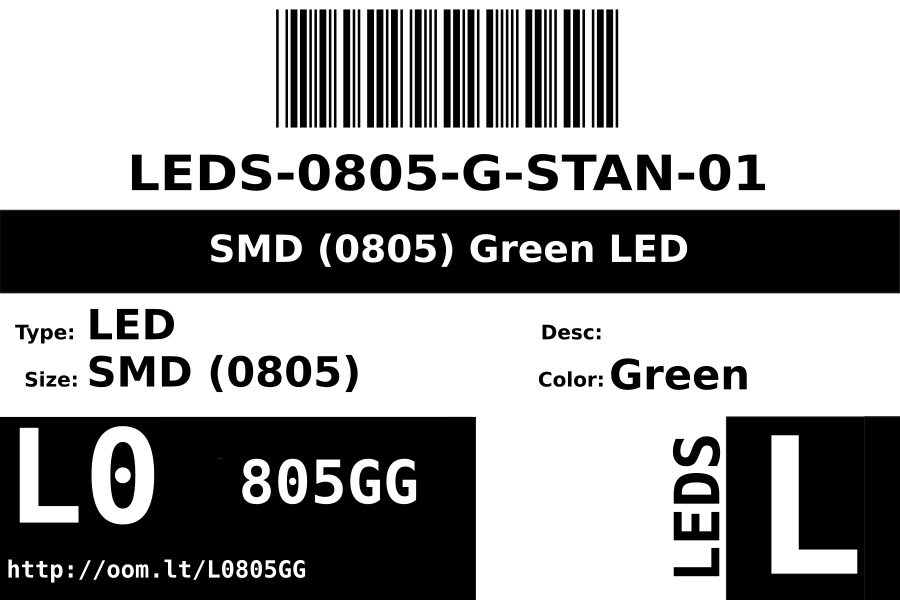 LEDS-0805-G-STAN-01
SMD (0805) Green LED
Type: LED
Desc:
Size: SMD (0805)
Color: Green
L0 805GG
http://oom.lt/L0805GG
LEDS
L